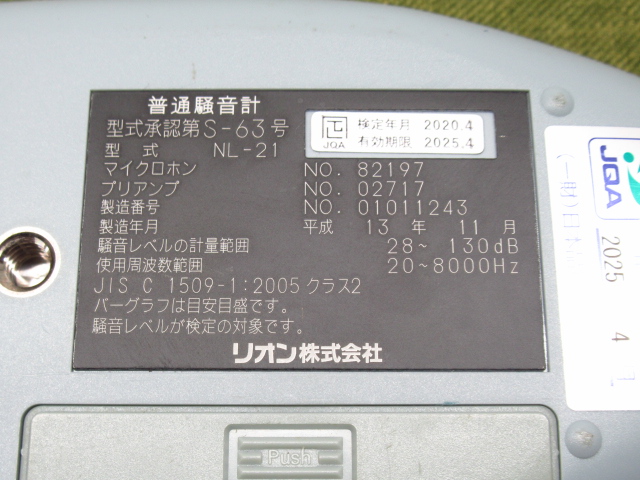 普通騒音計
型式承認第S-63号
型式 NL-21
検定年月 2020.4
有効期限 2025.4
JQA
マイクロホン NO. 82197
プリアンプ NO. 02717
製造番号 NO. 01011243
製造年月 平成 13 年 11 月
騒音レベルの計量範囲 28~ 130dB
使用周波数範囲 20~8000Hz
JIS C 1509-1:2005 クラス2
バーグラフは目安目盛です。
騒音レベルが検定の対象です。
リオン株式会社
Push
JQA
2025 4